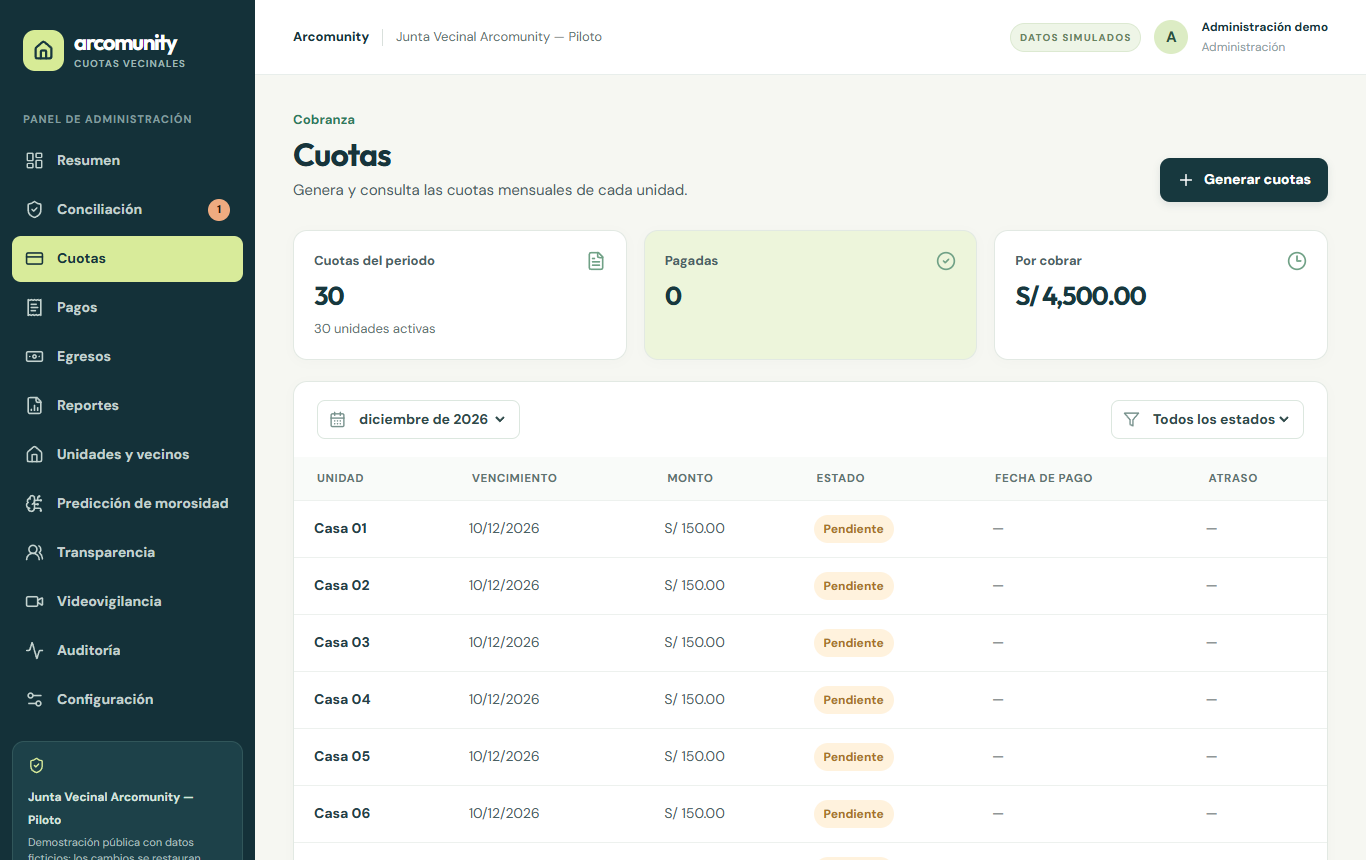 arcomunity
CUOTAS VECINALES
PANEL DE ADMINISTRACIÓN
Resumen
Conciliación 1
Cuotas
Pagos
Egresos
Reportes
Unidades y vecinos
Predicción de morosidad
Transparencia
Videovigilancia
Auditoría
Configuración
Junta Vecinal Arcomunity —
Piloto
Demostración pública con datos
ficticios; los cambios se restauran
Arcomunity Junta Vecinal Arcomunity — Piloto
DATOS SIMULADOS
A
Administración demo
Administración
Cobranza
Cuotas
Genera y consulta las cuotas mensuales de cada unidad.
Generar cuotas
Cuotas del periodo
30
30 unidades activas
Pagadas
0
Por cobrar
S/ 4,500.00
diciembre de 2026
Todos los estados
UNIDAD VENCIMIENTO MONTO ESTADO FECHA DE PAGO ATRASO
Casa 01 10/12/2026 S/ 150.00 Pendiente — —
Casa 02 10/12/2026 S/ 150.00 Pendiente — —
Casa 03 10/12/2026 S/ 150.00 Pendiente — —
Casa 04 10/12/2026 S/ 150.00 Pendiente — —
Casa 05 10/12/2026 S/ 150.00 Pendiente — —
Casa 06 10/12/2026 S/ 150.00 Pendiente — —